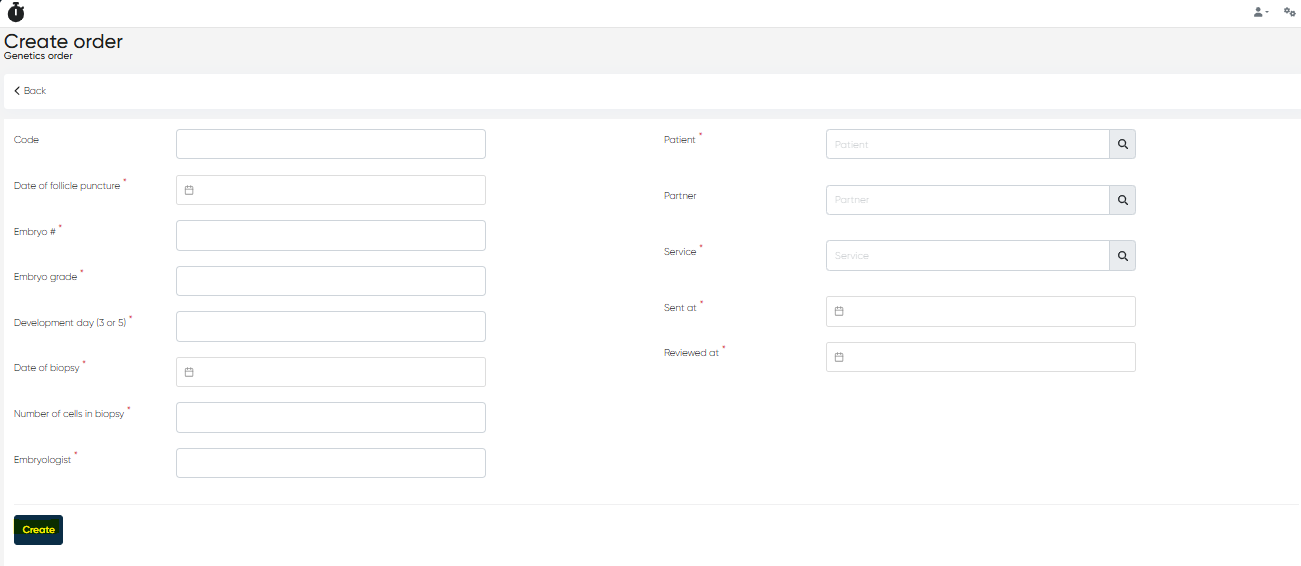 Create order
Genetics order
Back
Code
Date of follicle puncture *
Embryo # *
Embryo grade *
Development day (3 or 5) *
Date of biopsy *
Number of cells in biopsy *
Embryologist *
Patient *
Patient
Partner
Partner
Service *
Service
Sent at *
Reviewed at *
Create